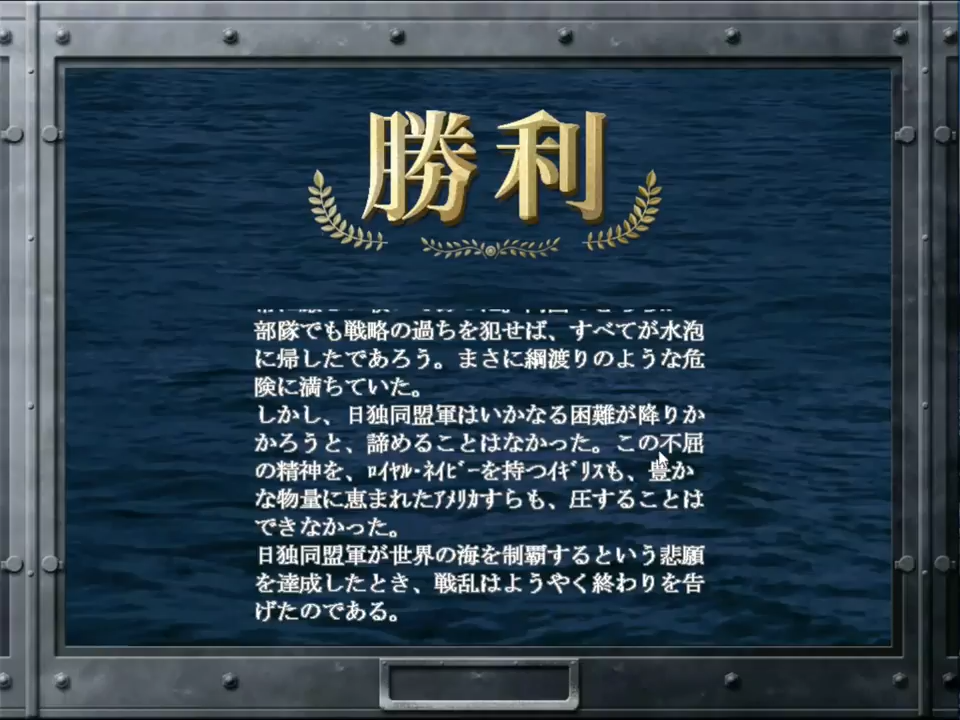 勝利
部隊でも戦略の過ちを犯せば、すべてが水泡
に帰したであろう。まさに綱渡りのような危
険に満ちていた。
しかし、日独同盟軍はいかなる困難が降りか
かろうと、諦めることはなかった。この不屈
の精神を、ﾛｲﾔﾙ･ﾈｲﾋﾞｰを持つｲｷﾞﾘｽも、豊か
な物量に恵まれたｱﾒﾘｶすらも、圧することは
できなかった。
日独同盟軍が世界の海を制覇するという悲願
を達成したとき、戦乱はようやく終わりを告
げたのである。